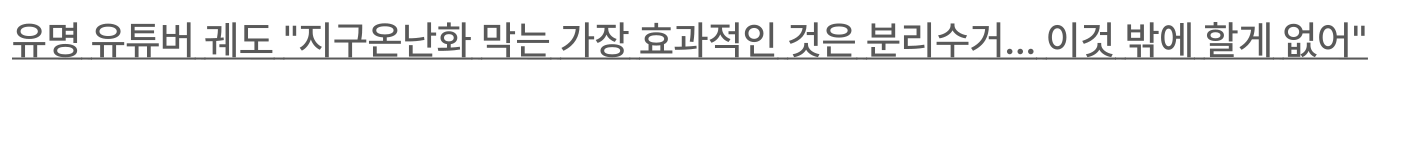 유명 유튜버 궤도 "지구온난화 막는 가장 효과적인 것은 분리수거... 이것 밖에 할게 없어"